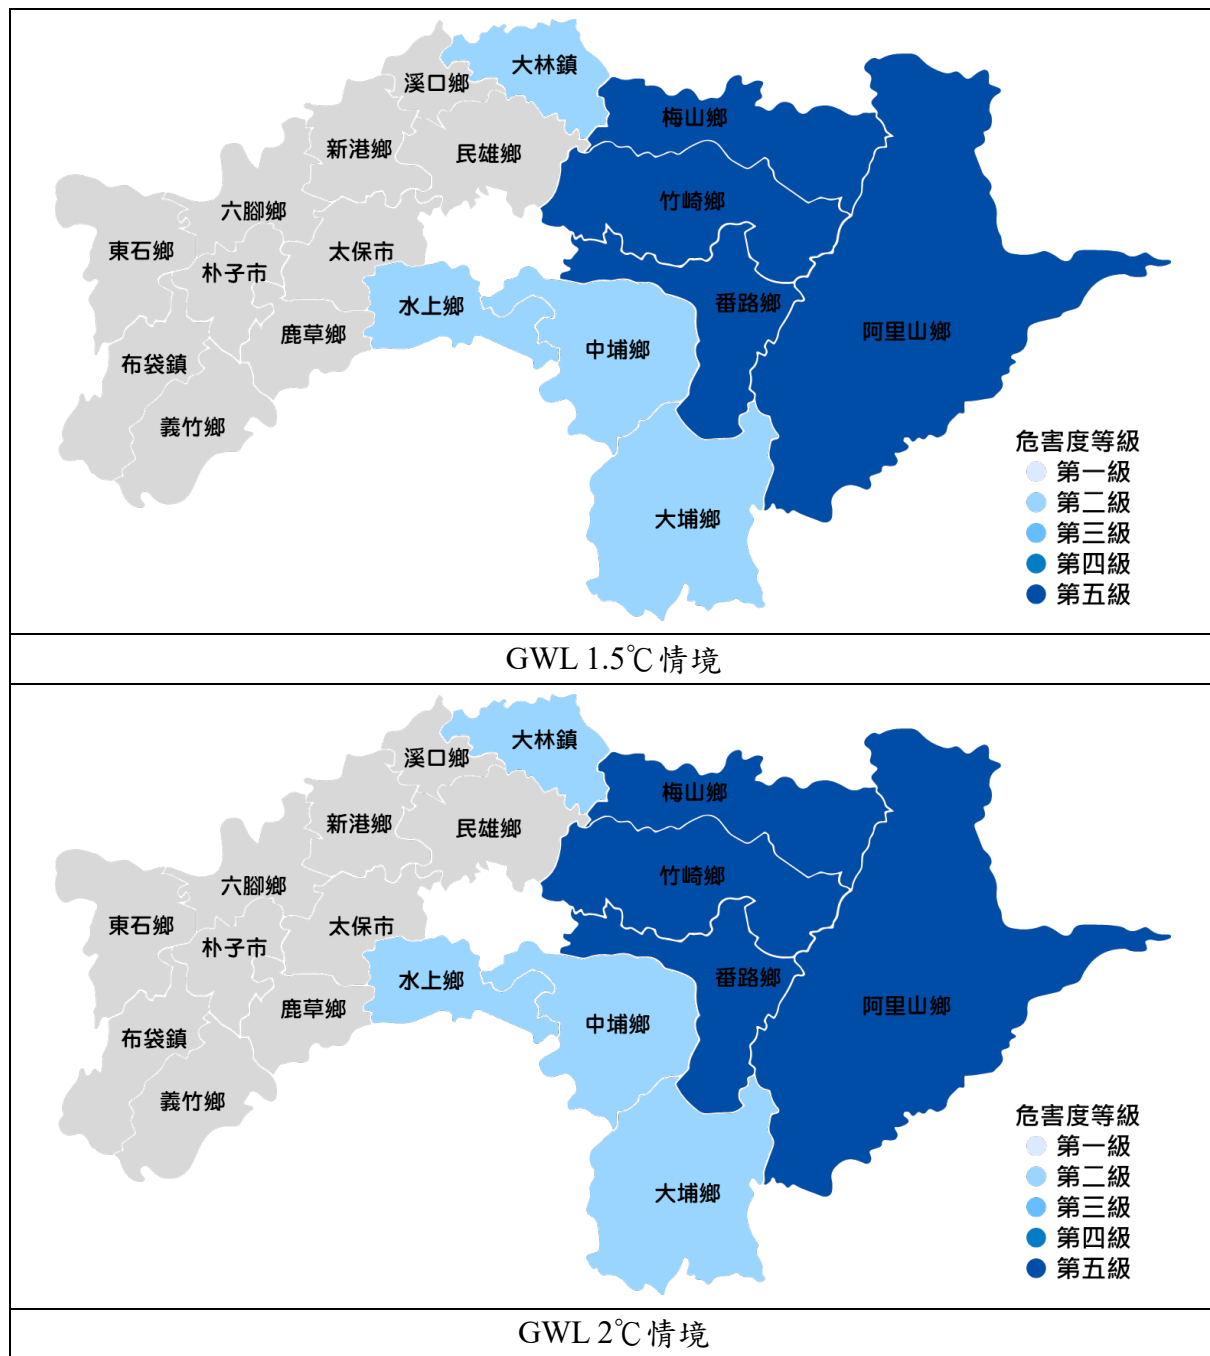 大林鎮
溪口鄉
梅山鄉
新港鄉
民雄鄉
竹崎鄉
六腳鄉
東石鄉
太保市
朴子市
水上鄉
番路鄉
鹿草鄉
阿里山鄉
中埔鄉
布袋鎮
義竹鄉
危害度等級
第一級
第二級
大埔鄉
第三級
第四級
第五級
GWL 1.5℃情境
大林鎮
溪口鄉
梅山鄉
新港鄉
民雄鄉
竹崎鄉
六腳鄉
東石鄉
太保市
朴子市
水上鄉
番路鄉
鹿草鄉
阿里山鄉
中埔鄉
布袋鎮
義竹鄉
危害度等級
第一級
第二級
大埔鄉
第三級
第四級
第五級
GWL 2℃情境